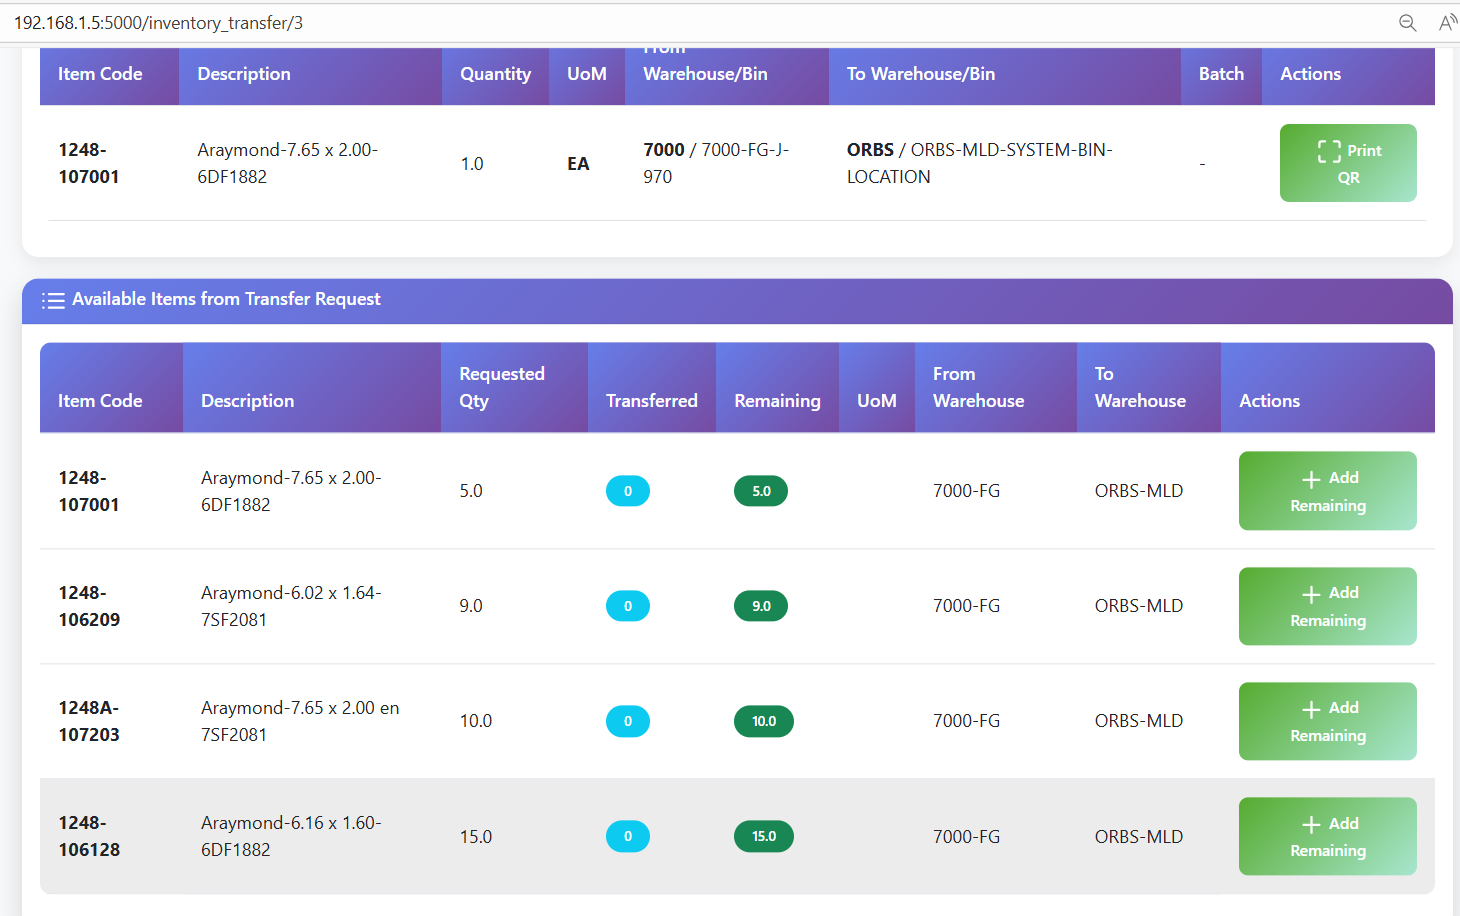 192.168.1.5:5000/inventory_transfer/3
Item Code Description Quantity UoM From Warehouse/Bin To Warehouse/Bin Batch Actions
1248-
107001
Araymond-7.65 x 2.00-
6DF1882
1.0
EA
7000 / 7000-FG-J-
970
ORBS / ORBS-MLD-SYSTEM-BIN-
LOCATION
-
Print
QR
Available Items from Transfer Request
Item Code
Description
Requested
Qty
Transferred
Remaining
UoM
From
Warehouse
To
Warehouse
Actions
1248-
107001
Araymond-7.65 x 2.00-
6DF1882
5.0
0
5.0
7000-FG
ORBS-MLD
+ Add
Remaining
1248-
106209
Araymond-6.02 x 1.64-
7SF2081
9.0
0
9.0
7000-FG
ORBS-MLD
+ Add
Remaining
1248A-
107203
Araymond-7.65 x 2.00 en
7SF2081
10.0
0
10.0
7000-FG
ORBS-MLD
+ Add
Remaining
1248-
106128
Araymond-6.16 x 1.60-
6DF1882
15.0
0
15.0
7000-FG
ORBS-MLD
+ Add
Remaining